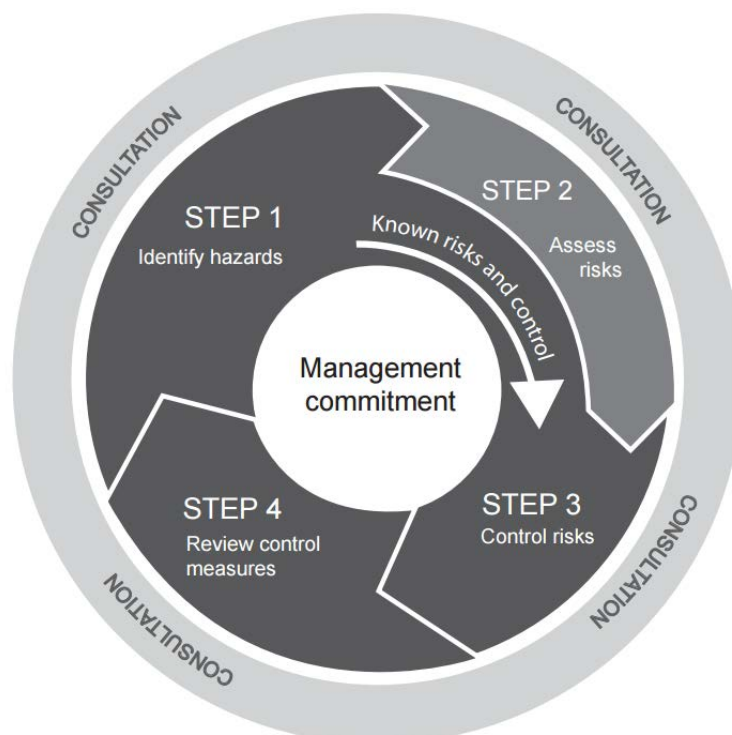 CONSULTATION
CONSULTATION
STEP 1
Identify hazards
STEP 2
Assess
risks
Known risks and control
Management
commitment
STEP 3
Control risks
STEP 4
Review control
measures
CONSULTATION
CONSULTATION